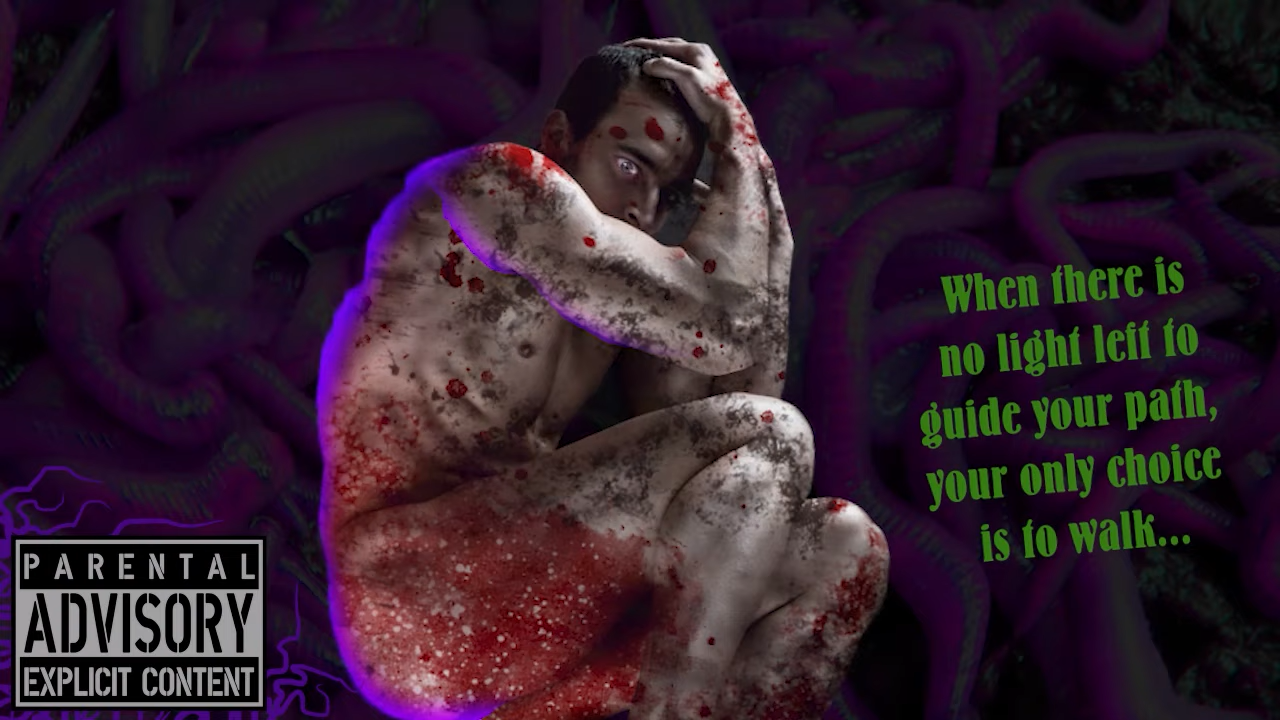 When there is
no light left to
guide your path,
your only choice
is to walk...
PARENTAL
ADVISORY
EXPLICIT CONTENT